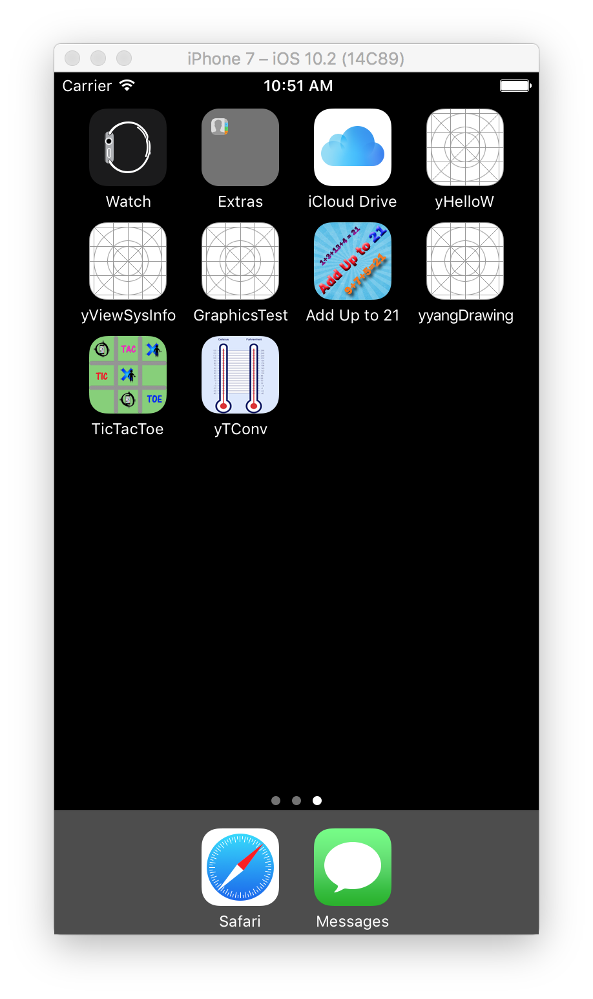 iPhone 7 – iOS 10.2 (14C89)
Carrier 10:51 AM
Watch Extras iCloud Drive yHelloW
1+3+13+4=21
Add Up to 21
9+7+5=21
yViewSysInfo GraphicsTest Add Up to 21 yyangDrawing
TAC
TIC
TOE
Celsius Fahrenheit
TicTacToe yTConv
Safari Messages